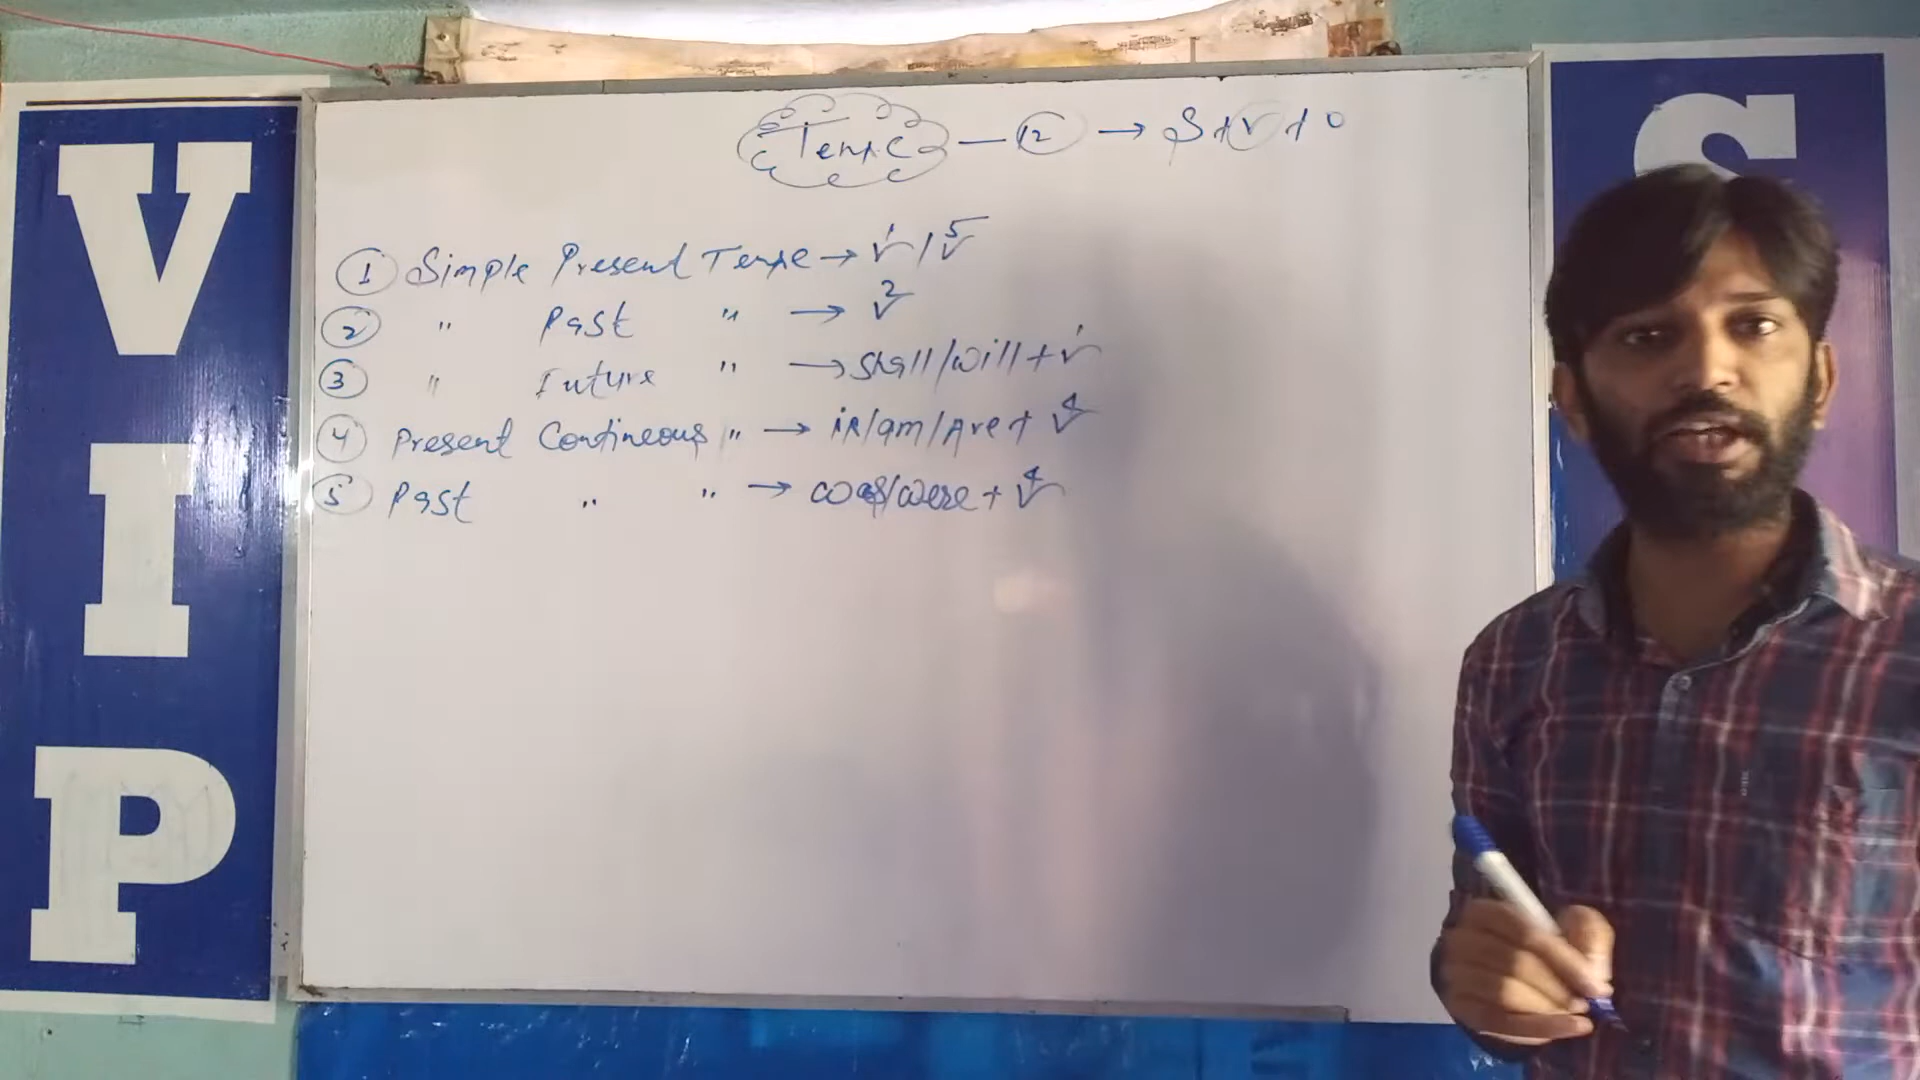 Tense — 12 → S + V + O
① Simple Present Tense → V¹ / V⁵
② " Past " → V²
③ " Future " → Shall/Will + V¹
④ Present Contineous " → is/am/Are + V⁴
⑤ Past " " → was/were + V⁴
VIP
S